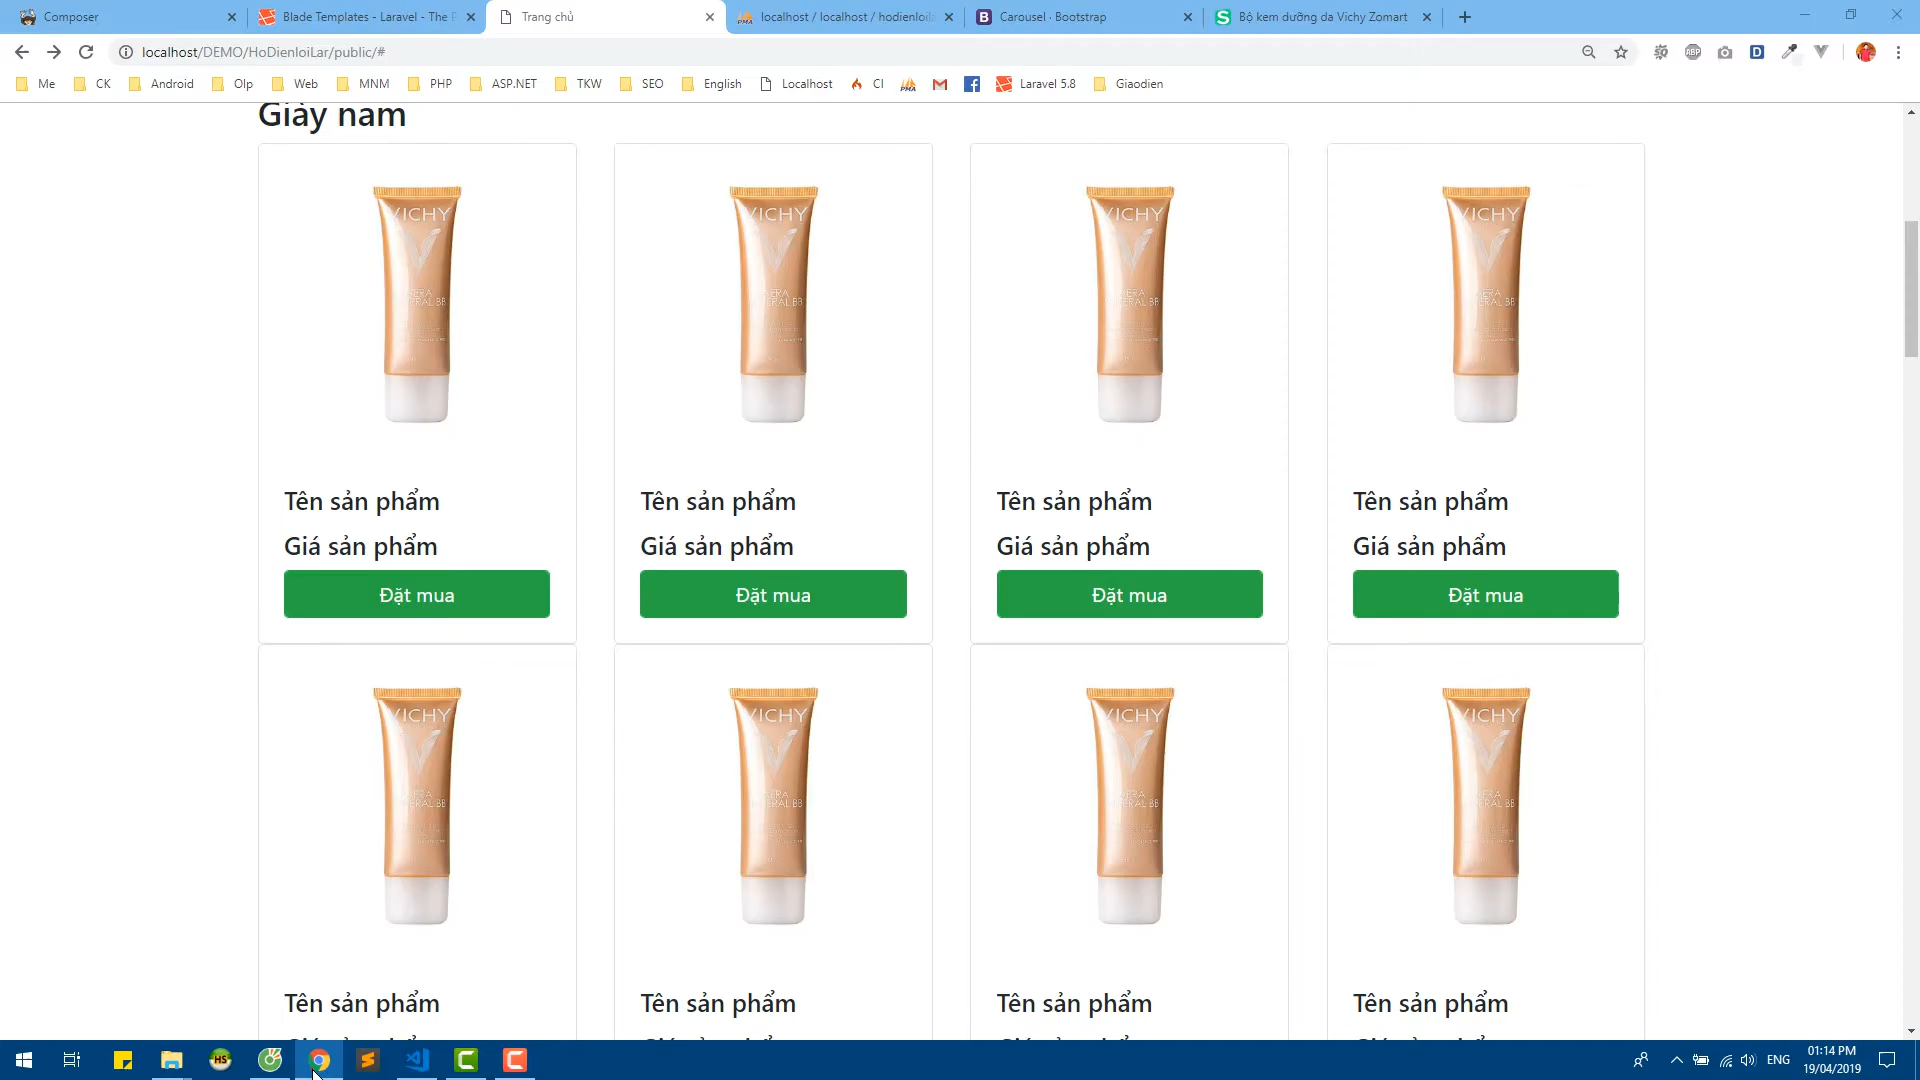 Composer
Blade Templates - Laravel - The P
Trang chủ
localhost / localhost / hodienloila
Carousel · Bootstrap
Bộ kem dưỡng da Vichy Zomart
localhost/DEMO/HoDienloiLar/public/#
Me
CK
Android
Olp
Web
MNM
PHP
ASP.NET
TKW
SEO
English
Localhost
CI
Laravel 5.8
Giaodien
Giày nam
VICHY
VICHY
VICHY
VICHY
Tên sản phẩm
Tên sản phẩm
Tên sản phẩm
Tên sản phẩm
Giá sản phẩm
Giá sản phẩm
Giá sản phẩm
Giá sản phẩm
Đặt mua
Đặt mua
Đặt mua
Đặt mua
VICHY
VICHY
VICHY
VICHY
Tên sản phẩm
Tên sản phẩm
Tên sản phẩm
Tên sản phẩm
ENG
01:14 PM
19/04/2019